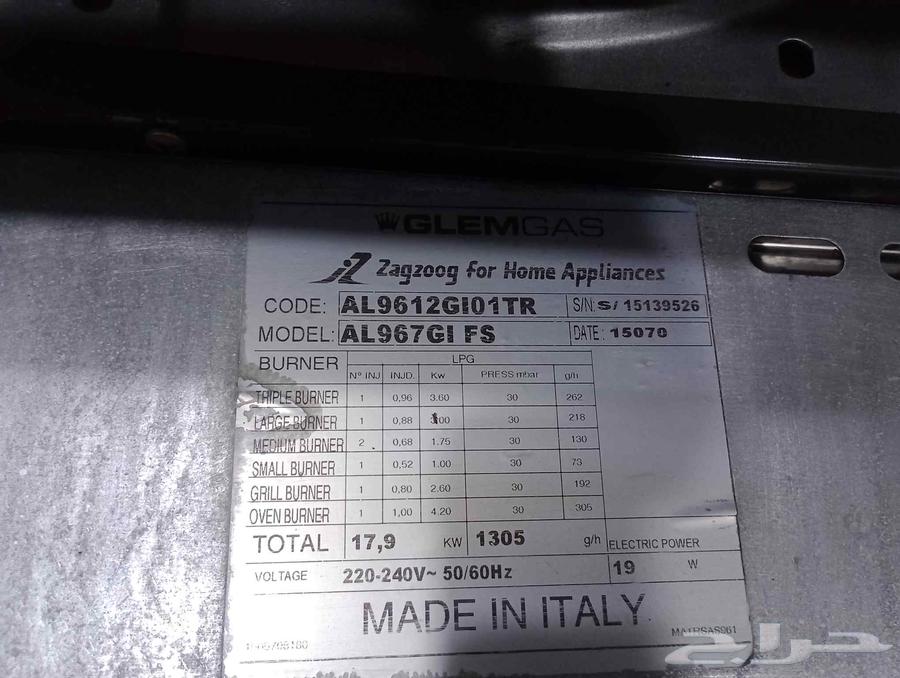 GLEMGAS
Zagzoog for Home Appliances
CODE: AL9612GI01TR S/N: S/ 15139526
MODEL: AL967GI FS DATE: 15070
BURNER LPG
N° INJ INJD. Kw PRESS mbar g/h
TRIPLE BURNER 1 0,96 3.60 30 262
LARGE BURNER 1 0,88 3.00 30 218
MEDIUM BURNER 2 0,68 1.75 30 130
SMALL BURNER 1 0,52 1.00 30 73
GRILL BURNER 1 0,80 2.60 30 192
OVEN BURNER 1 1,00 4.20 30 305
TOTAL 17,9 KW 1305 g/h ELECTRIC POWER
VOLTAGE 220-240V~ 50/60Hz 19 W
MADE IN ITALY
MATRSAS961
حراج